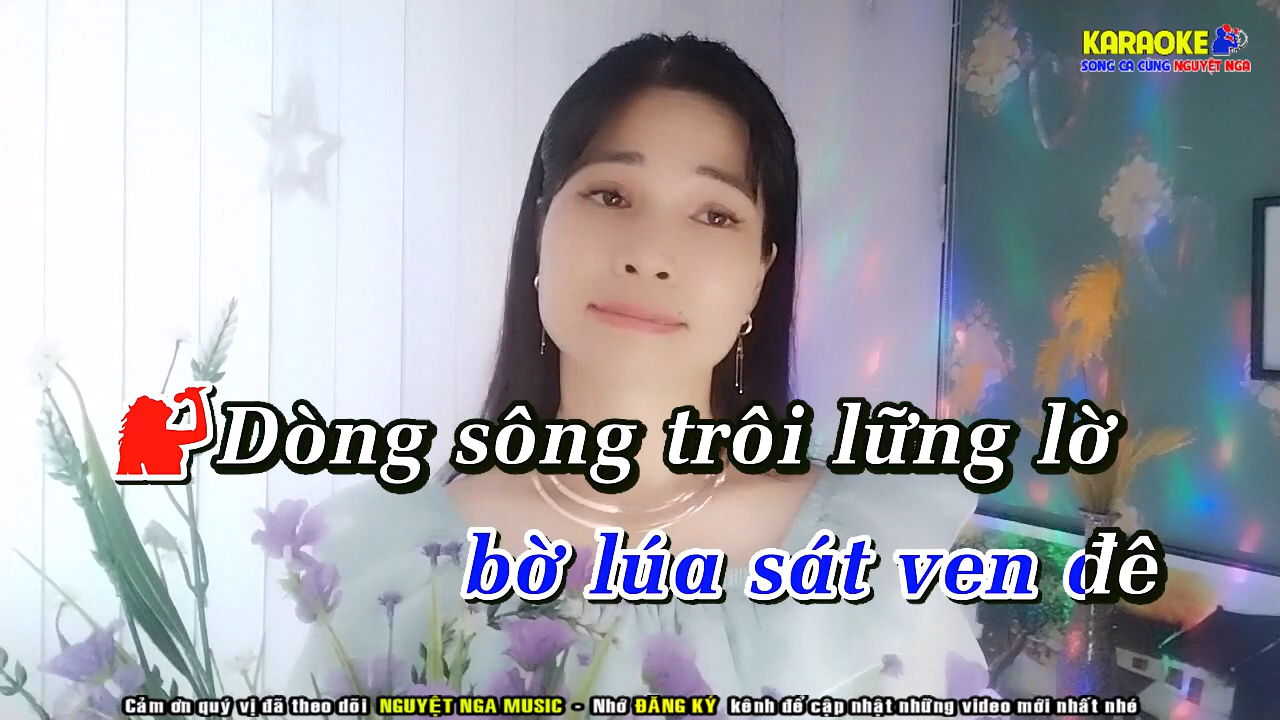 KARAOKE
SONG CA CÙNG NGUYỆT NGA
Dòng sông trôi lững lờ
bờ lúa sát ven đê
Cảm ơn quý vị đã theo dõi NGUYỆT NGA MUSIC - Nhớ ĐĂNG KÝ kênh để cập nhật những video mới nhất nhé